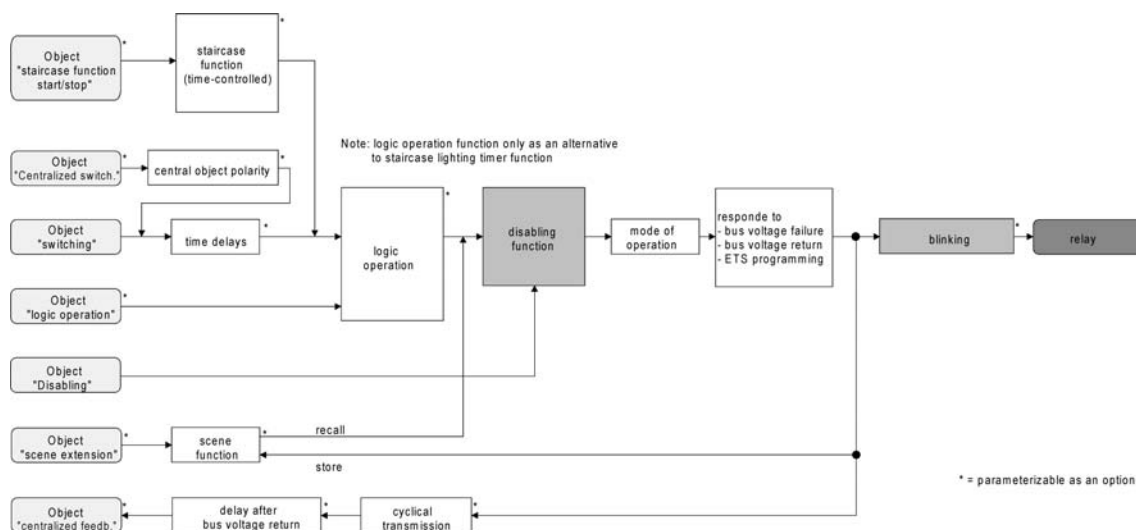 Object
"staircase function
start/stop"
*
staircase
function
(time-controlled)
*
Note: logic operation function only as an alternative
to staircase lighting timer function
Object
"Centralized switch."
*
central object polarity
*
Object
"switching"
*
time delays
*
logic
operation
*
disabling
function
mode of
operation
responde to
- bus voltage failure
- bus voltage return
- ETS programming
blinking
*
relay
Object
"logic operation"
*
Object
"Disabling"
Object
"scene extension"
*
scene
function
*
recall
store
* = parameterizable as an option
Object
"centralized feedb."
*
delay after
bus voltage return
*
cyclical
transmission
*